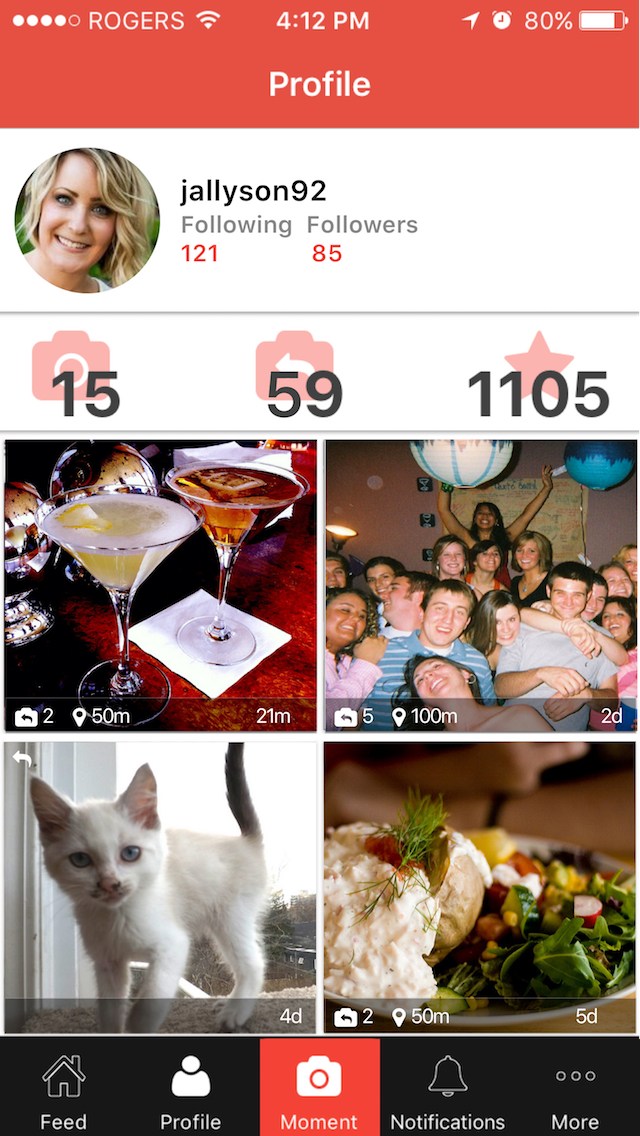 ROGERS 4:12 PM 80%
Profile
jallyson92
Following Followers
121 85
15 59 1105
2 50m 21m
5 100m 2d
4d
2 50m 5d
Feed Profile Moment Notifications More